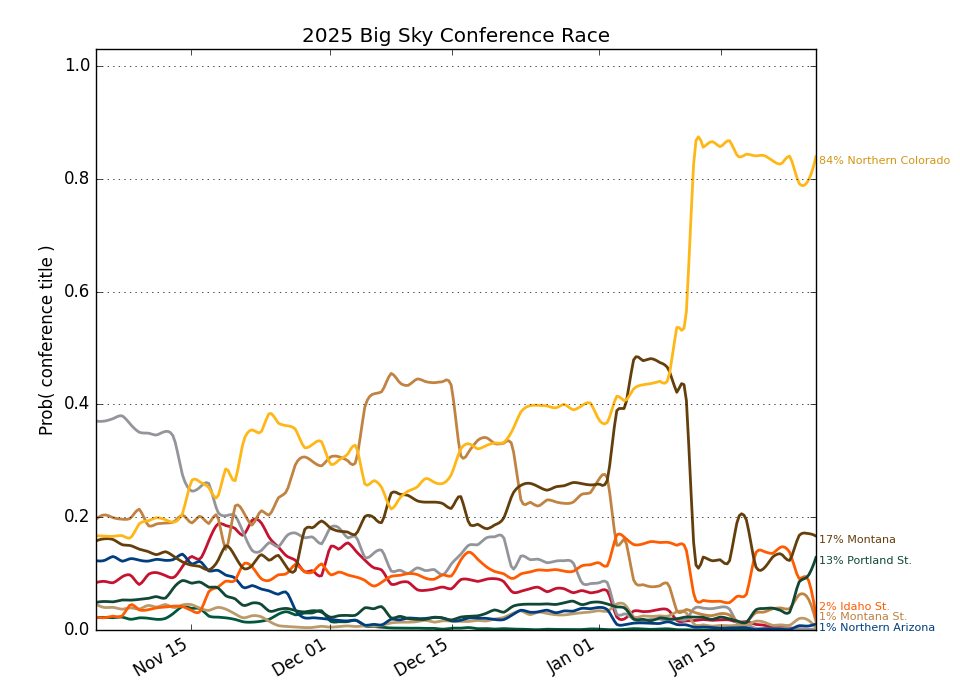 2025 Big Sky Conference Race
Prob( conference title )
1.0
0.8
0.6
0.4
0.2
0.0
84% Northern Colorado
17% Montana
13% Portland St.
2% Idaho St.
1% Montana St.
1% Northern Arizona
Nov 15
Dec 01
Dec 15
Jan 01
Jan 15